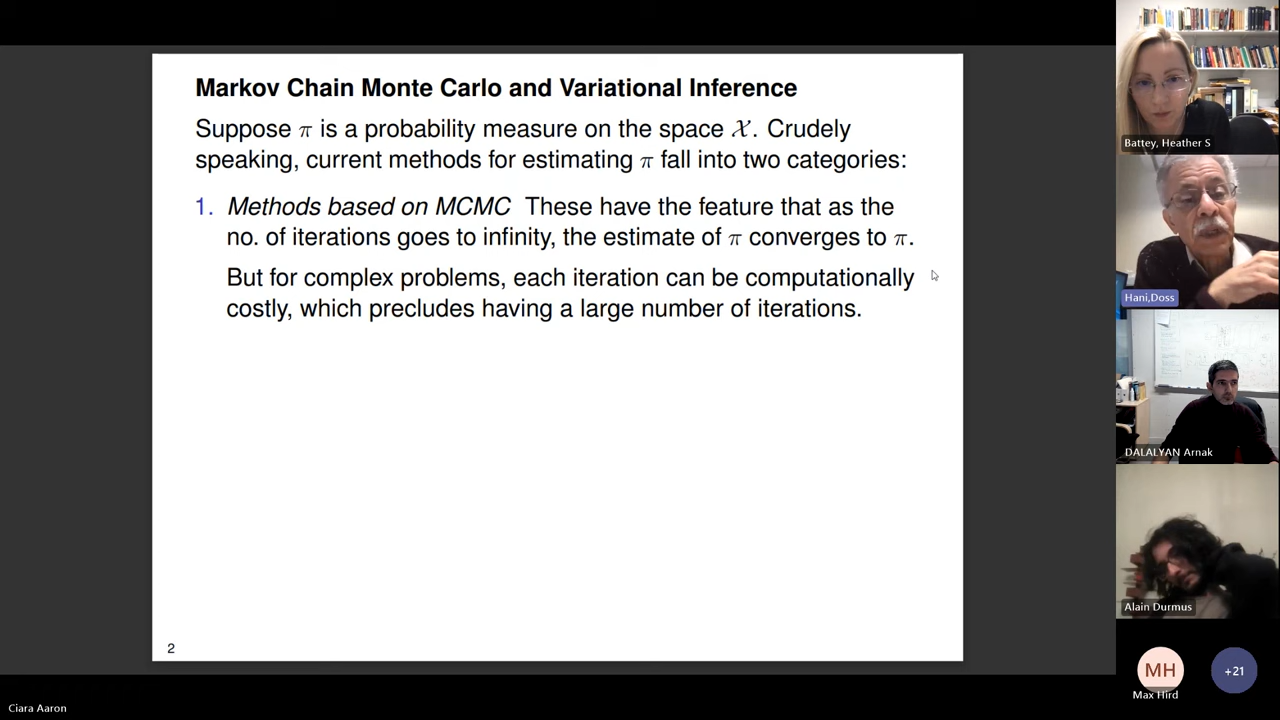 Markov Chain Monte Carlo and Variational Inference
Suppose π is a probability measure on the space 𝒳. Crudely
speaking, current methods for estimating π fall into two categories:
1. Methods based on MCMC These have the feature that as the
no. of iterations goes to infinity, the estimate of π converges to π.
But for complex problems, each iteration can be computationally
costly, which precludes having a large number of iterations.
2
Battey, Heather S
Hani,Doss
DALALYAN Arnak
Alain Durmus
MH
Max Hird
+21
Ciara Aaron